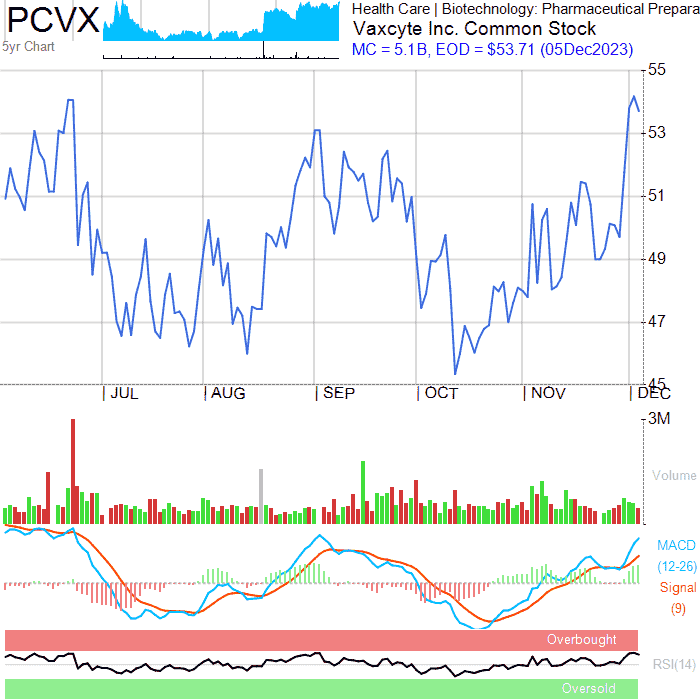 PCVX
Health Care | Biotechnology: Pharmaceutical Prepara
Vaxcyte Inc. Common Stock
5yr Chart
MC = 5.1B, EOD = $53.71 (05Dec2023)
55
53
51
49
47
45
| JUL | AUG | SEP | OCT | NOV | DEC
3M
Volume
MACD
(12-26)
Signal
(9)
Overbought
RSI(14)
Oversold